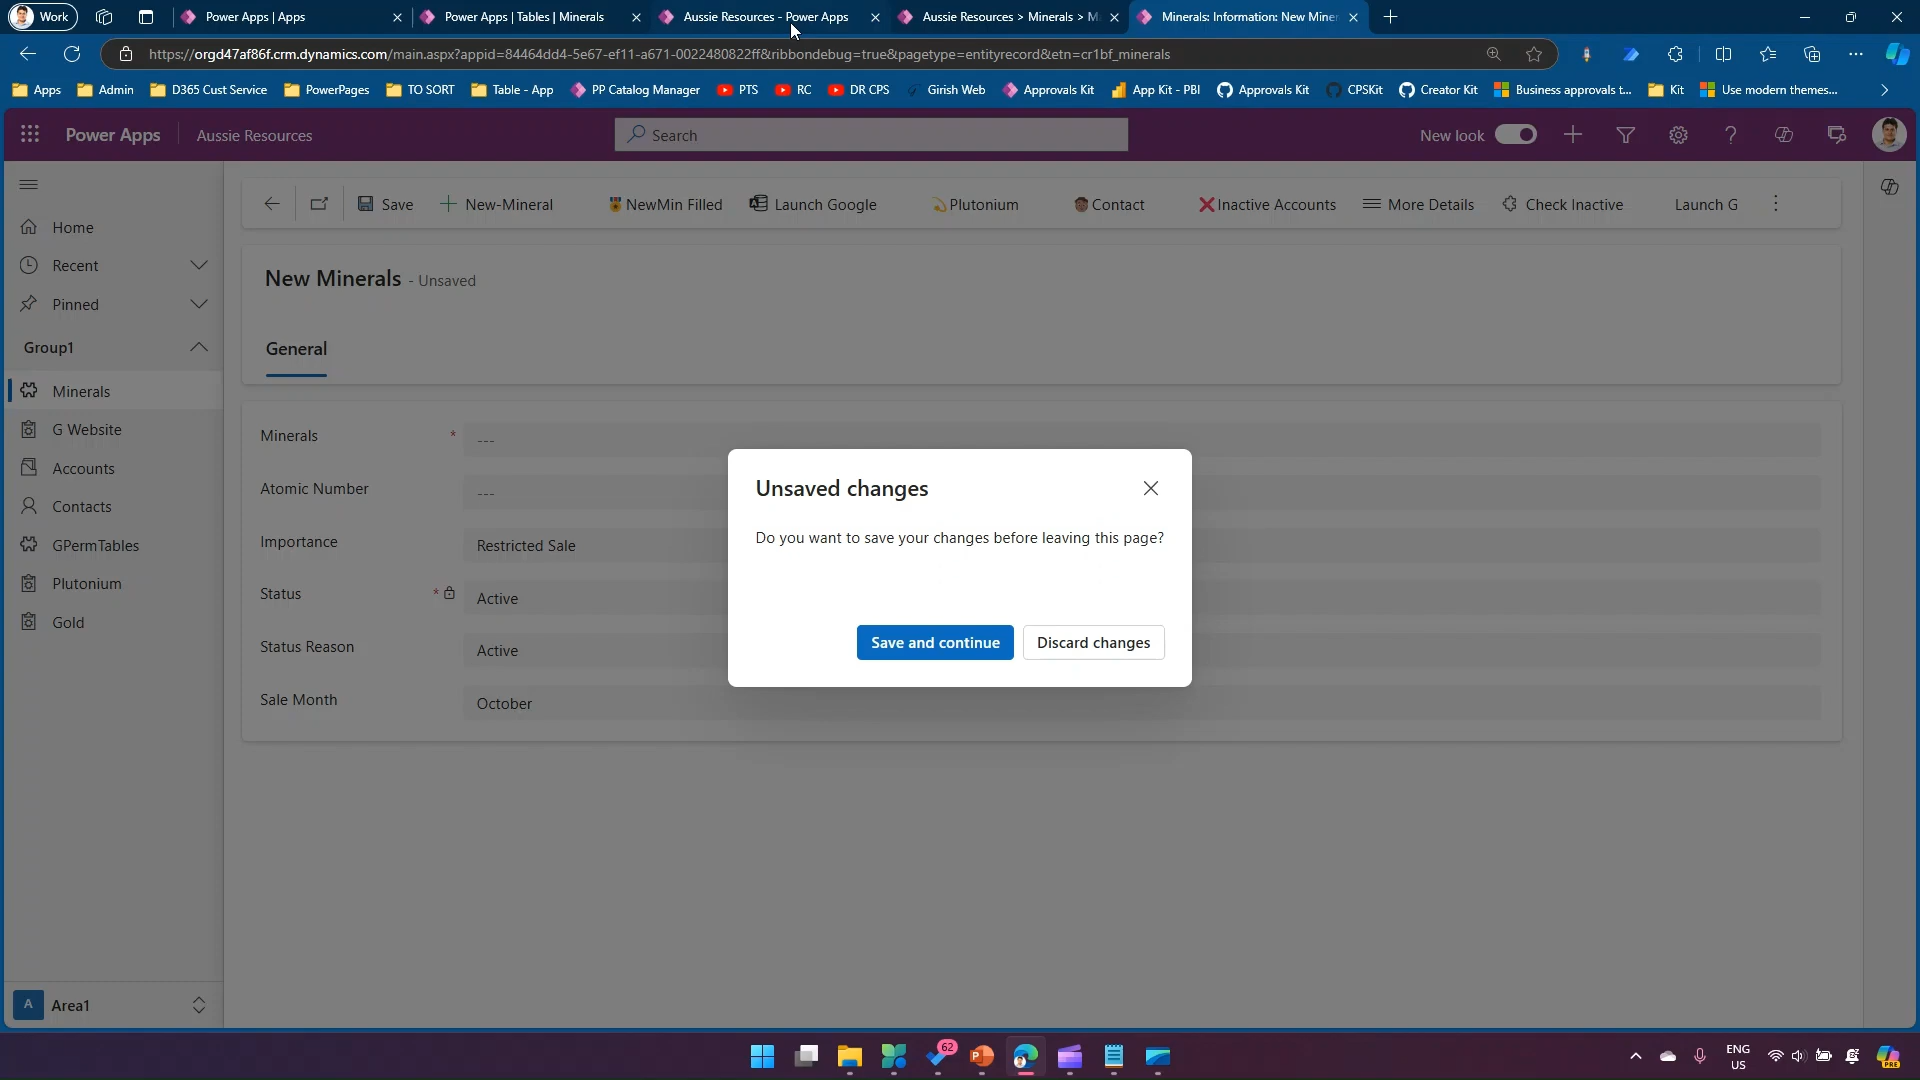 Work
Power Apps | Apps
Power Apps | Tables | Minerals
Aussie Resources - Power Apps
Aussie Resources > Minerals > M
Minerals: Information: New Miner
https://orgd47af86f.crm.dynamics.com/main.aspx?appid=84464dd4-5e67-ef11-a671-0022480822ff&ribbondebug=true&pagetype=entityrecord&etn=cr1bf_minerals
Apps
Admin
D365 Cust Service
PowerPages
TO SORT
Table - App
PP Catalog Manager
PTS
RC
DR CPS
Girish Web
Approvals Kit
App Kit - PBI
Approvals Kit
CPSKit
Creator Kit
Business approvals t...
Kit
Use modern themes...
Power Apps
Aussie Resources
Search
New look
Save
New-Mineral
NewMin Filled
Launch Google
Plutonium
Contact
Inactive Accounts
More Details
Check Inactive
Launch G
Home
Recent
Pinned
Group1
Minerals
G Website
Accounts
Contacts
GPermTables
Plutonium
Gold
A Area1
New Minerals - Unsaved
General
Minerals * ---
Atomic Number ---
Importance Restricted Sale
Status * Active
Status Reason Active
Sale Month October
Unsaved changes
Do you want to save your changes before leaving this page?
Save and continue
Discard changes
62
ENG
US
PRE